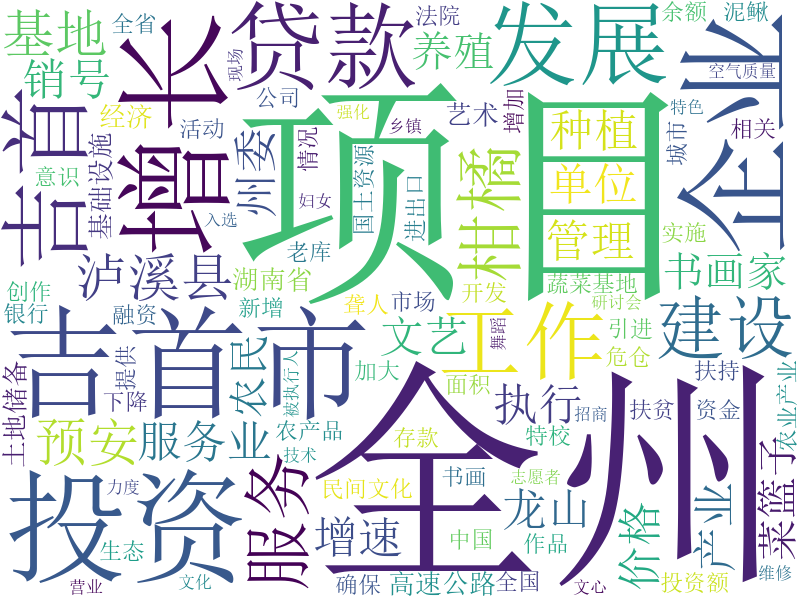 全省
基地
销号
吉首
增长
贷款
法院
养殖
发展
余额
泥鳅
企业
空气质量
现场
公司
经济
活动
意识
基础设施
州委
情况
强化
乡镇
国土资源
进出口
艺术
增加
项目
种植
单位
管理
城市
特色
相关
柑橘
泸溪县
入选
妇女
老库
湖南省
新增
聋人
市场
开发
蔬菜基地
研讨会
实施
书画家
创作
银行
融资
吉首市
文艺
舞蹈
工作
引进
危仓
建设
土地储备
下降
提供
农民
被执行人
加大
面积
扶持
预安
服务业
农产品
技术
存款
执行
招商
特校
扶贫
资金
农业产业
菜篮子
投资
力度
服务
民间文化
书画
志愿者
龙山
价格
产业
增速
全州
中国
作品
生态
营业
文化
确保
高速公路
全国
文心
投资额
维修